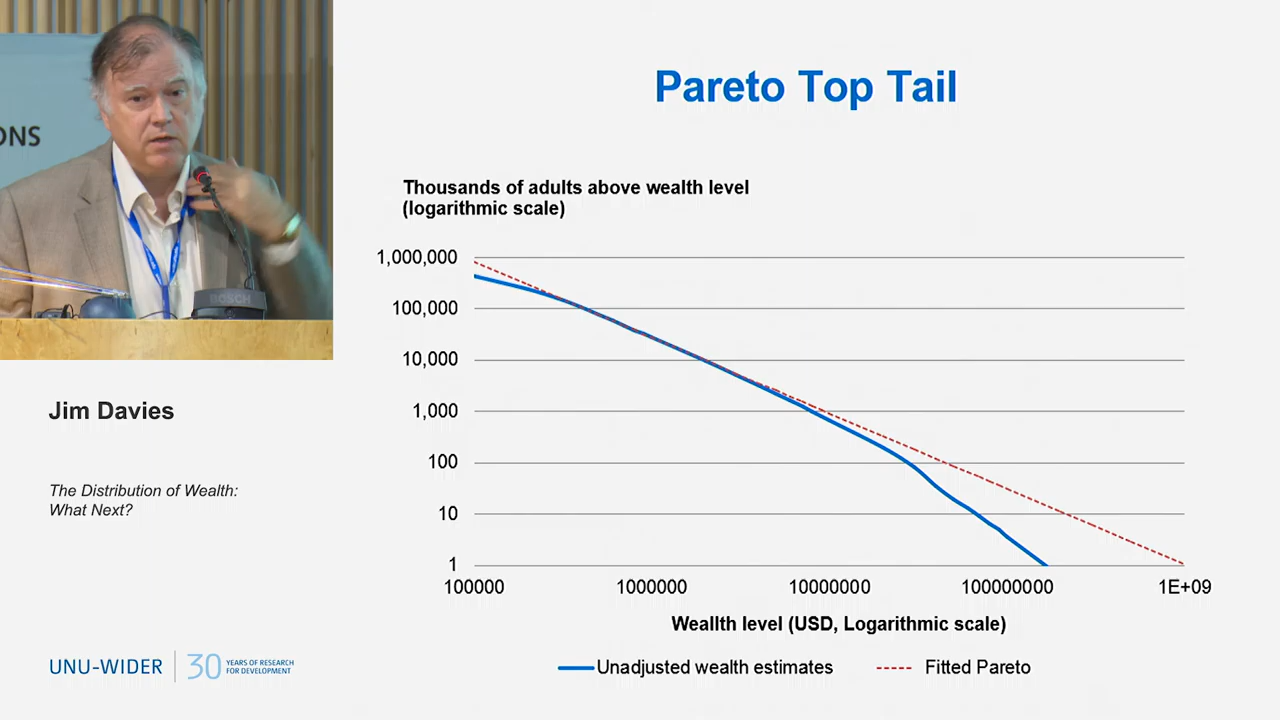 ONS
BOSCH
Jim Davies
The Distribution of Wealth:
What Next?
UNU-WIDER
30
YEARS OF RESEARCH
FOR DEVELOPMENT
Pareto Top Tail
Thousands of adults above wealth level
(logarithmic scale)
1,000,000
100,000
10,000
1,000
100
10
1
100000
1000000
10000000
100000000
1E+09
Weallth level (USD, Logarithmic scale)
Unadjusted wealth estimates
Fitted Pareto